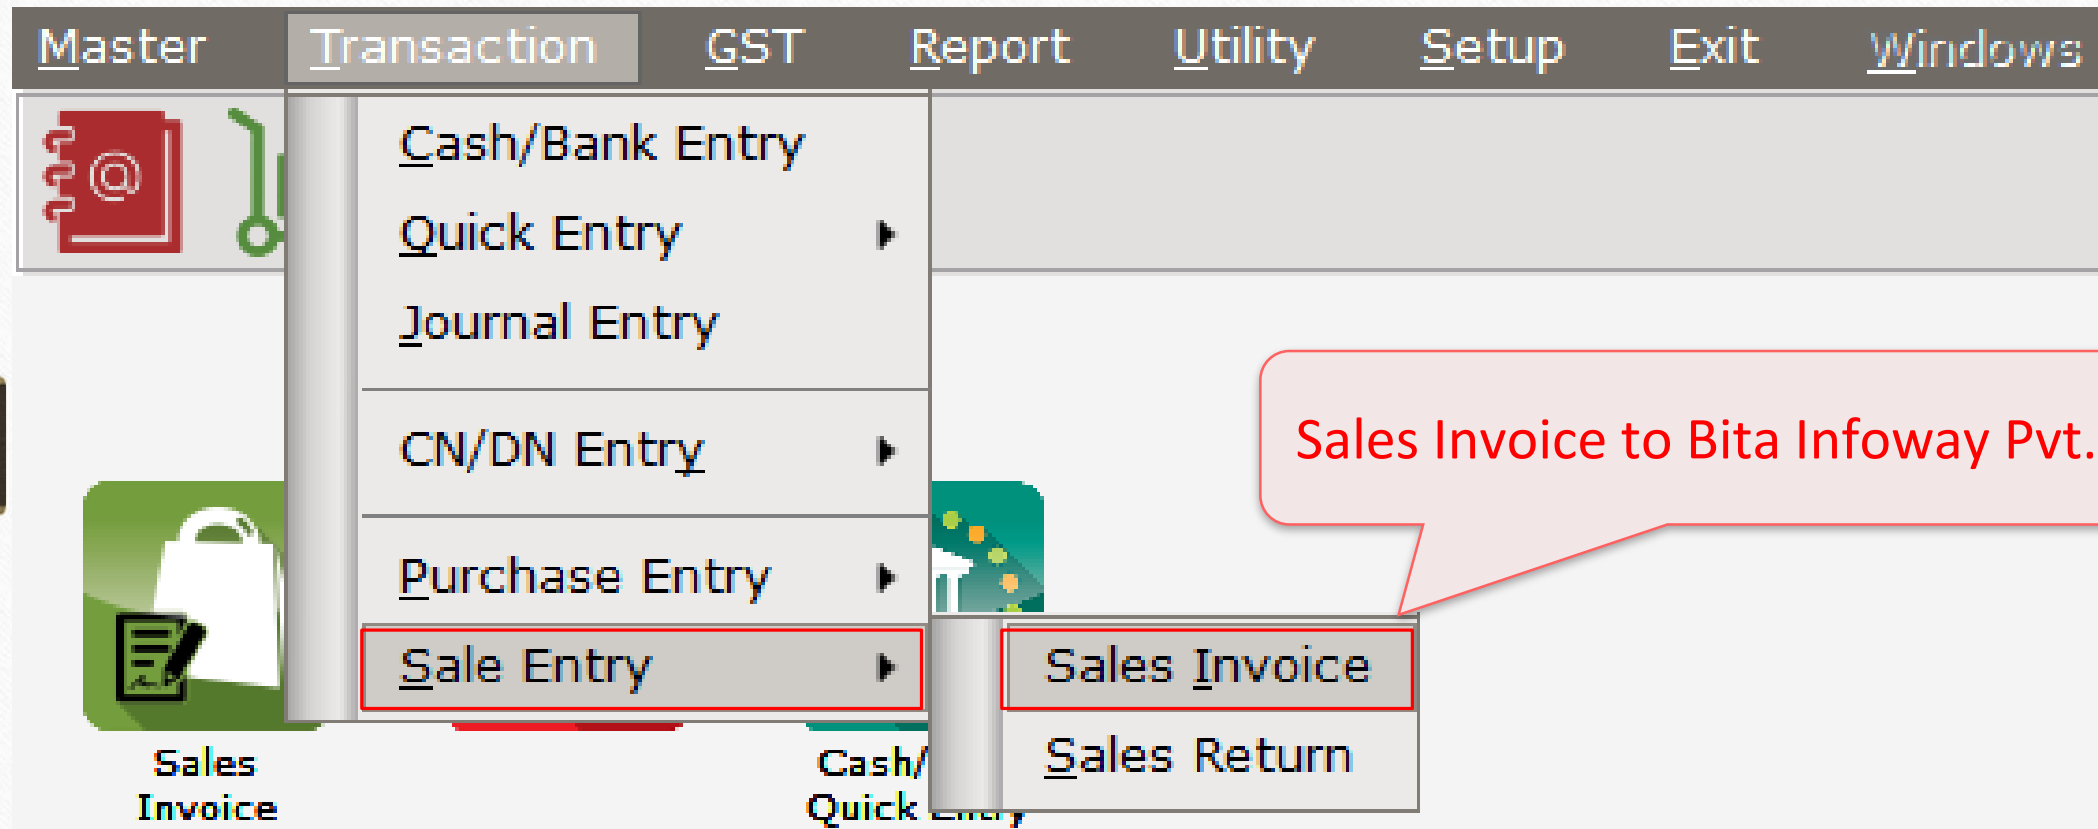 Master Transaction GST Report Utility Setup Exit Windows
Cash/Bank Entry
Quick Entry
Journal Entry
CN/DN Entry
Purchase Entry
Sale Entry
Sales Invoice to Bita Infoway Pvt.
Sales Invoice
Sales Return
Sales
Invoice
Cash/
Quick Entry